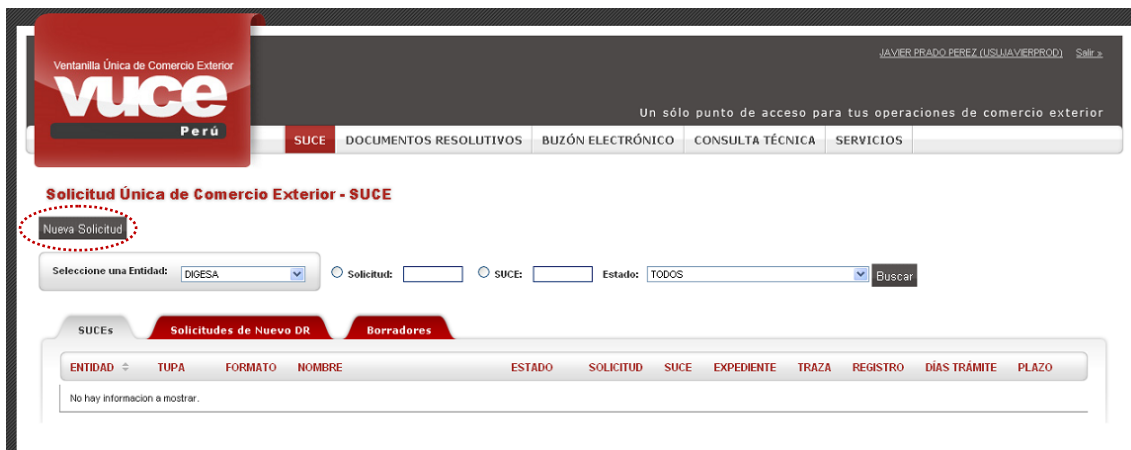 JAVIER PRADO PEREZ (USUJAVIERPROD) Salir »
Ventanilla Única de Comercio Exterior
vuce
Perú
Un sólo punto de acceso para tus operaciones de comercio exterior
SUCE DOCUMENTOS RESOLUTIVOS BUZÓN ELECTRÓNICO CONSULTA TÉCNICA SERVICIOS
Solicitud Única de Comercio Exterior - SUCE
Nueva Solicitud
Seleccione una Entidad: DIGESA Solicitud: SUCE: Estado: TODOS Buscar
SUCEs Solicitudes de Nuevo DR Borradores
ENTIDAD TUPA FORMATO NOMBRE ESTADO SOLICITUD SUCE EXPEDIENTE TRAZA REGISTRO DÍAS TRÁMITE PLAZO
No hay informacion a mostrar.